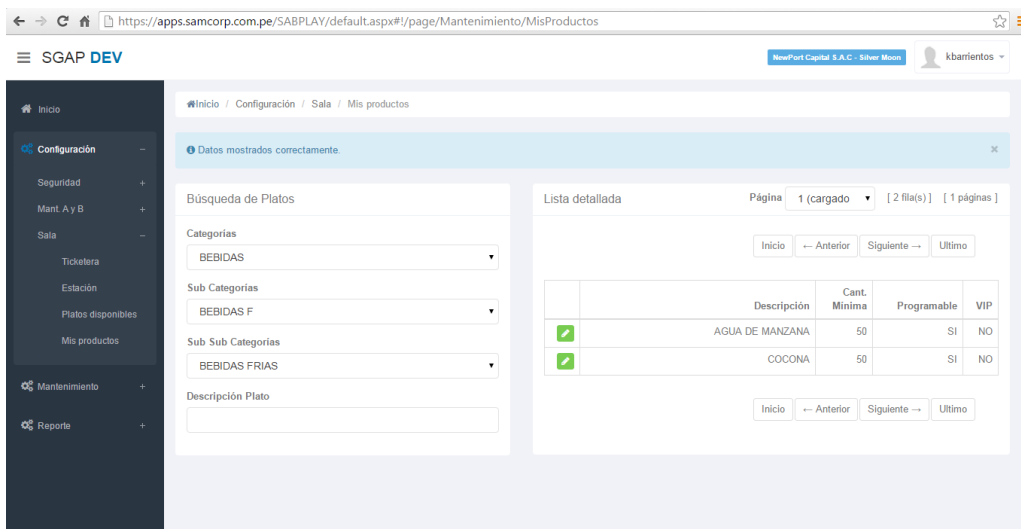 https://apps.samcorp.com.pe/SABPLAY/default.aspx#!/page/Mantenimiento/MisProductos
SGAP DEV
NewPort Capital S.A.C - Silver Moon
kbarrientos
Inicio
Configuración
Seguridad
Mant. A y B
Sala
Ticketera
Estación
Platos disponibles
Mis productos
Mantenimiento
Reporte
Inicio / Configuración / Sala / Mis productos
Datos mostrados correctamente.
Búsqueda de Platos
Categorías
BEBIDAS
Sub Categorías
BEBIDAS F
Sub Sub Categorías
BEBIDAS FRIAS
Descripción Plato
Lista detallada
Página 1 (cargado [ 2 fila(s) ] [ 1 páginas ]
Inicio ← Anterior Siguiente → Ultimo
Descripción Cant. Mínima Programable VIP
AGUA DE MANZANA 50 SI NO
COCONA 50 SI NO
Inicio ← Anterior Siguiente → Ultimo